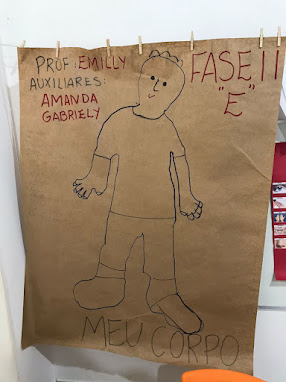 PROF: EMILLY
AUXILIARES:
AMANDA
GABRIELY
FASE II
"E"
MEU CORPO